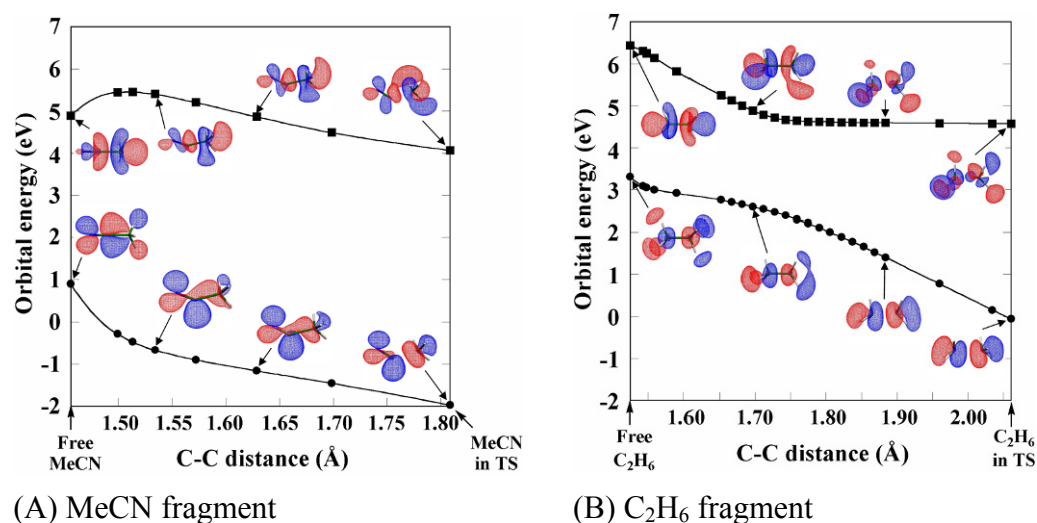 7
6
5
4
3
2
1
0
-1
-2
Orbital energy (eV)
1.50 1.55 1.60 1.65 1.70 1.75 1.80
Free
MeCN
C-C distance (Å)
MeCN
in TS
(A) MeCN fragment
7
6
5
4
3
2
1
0
-1
-2
Orbital energy (eV)
1.60 1.70 1.80 1.90 2.00
Free
C₂H₆
C-C distance (Å)
C₂H₆
in TS
(B) C₂H₆ fragment